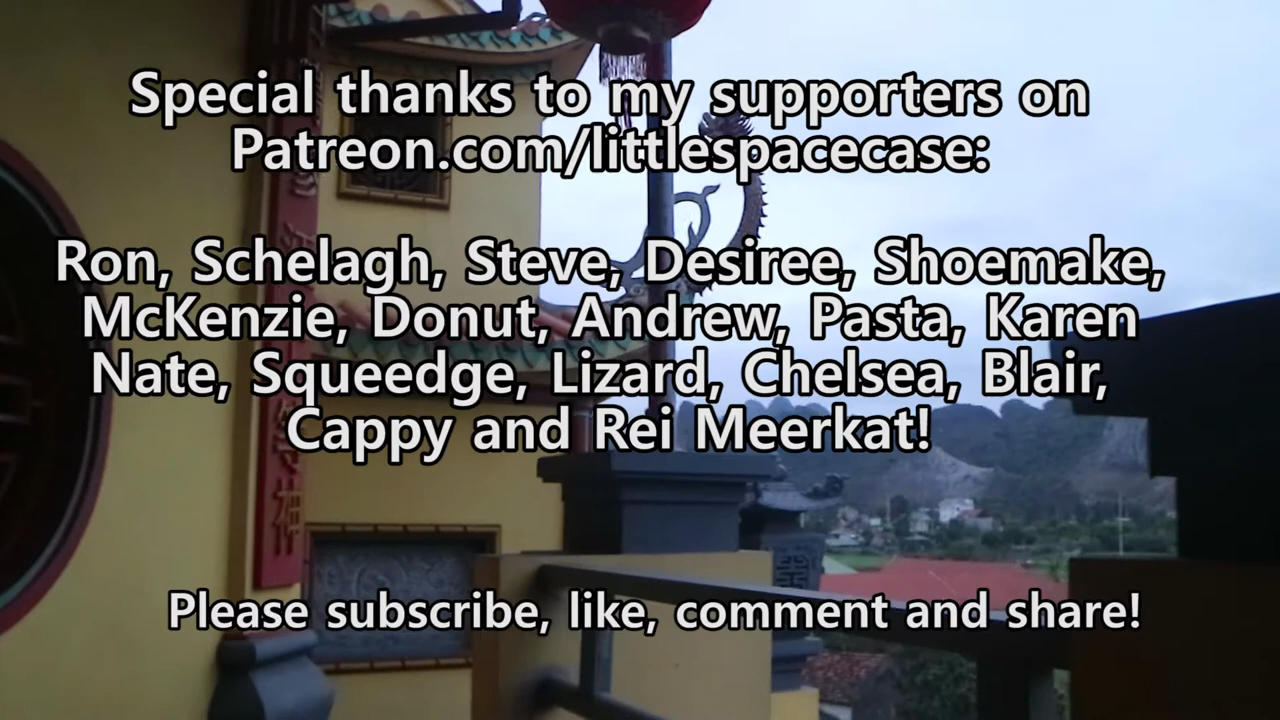 Special thanks to my supporters on
Patreon.com/littlespacecase:
Ron, Schelagh, Steve, Desiree, Shoemake,
McKenzie, Donut, Andrew, Pasta, Karen
Nate, Squeedge, Lizard, Chelsea, Blair,
Cappy and Rei Meerkat!
神
Please subscribe, like, comment and share!